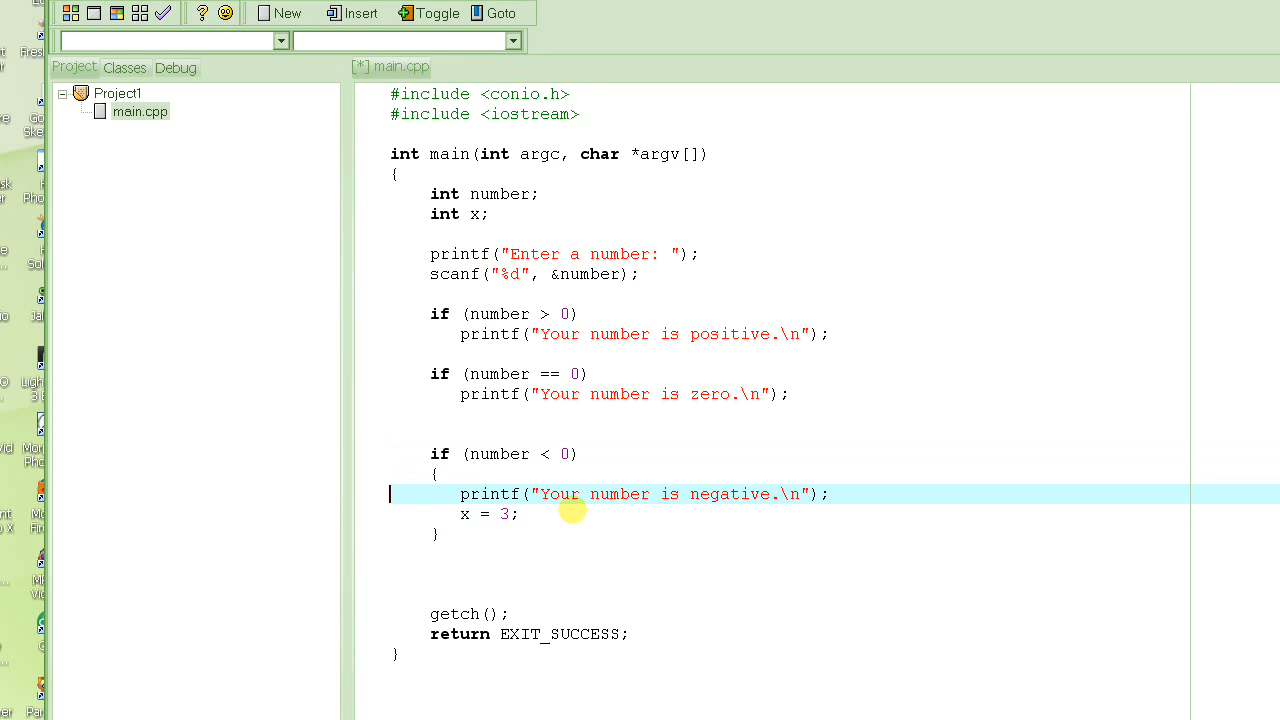 New Insert Toggle Goto
Project Classes Debug
[*] main.cpp
Project1
main.cpp
#include <conio.h>
#include <iostream>
int main(int argc, char *argv[])
{
int number;
int x;
printf("Enter a number: ");
scanf("%d", &number);
if (number > 0)
printf("Your number is positive.\n");
if (number == 0)
printf("Your number is zero.\n");
if (number < 0)
{
printf("Your number is negative.\n");
x = 3;
}
getch();
return EXIT_SUCCESS;
}